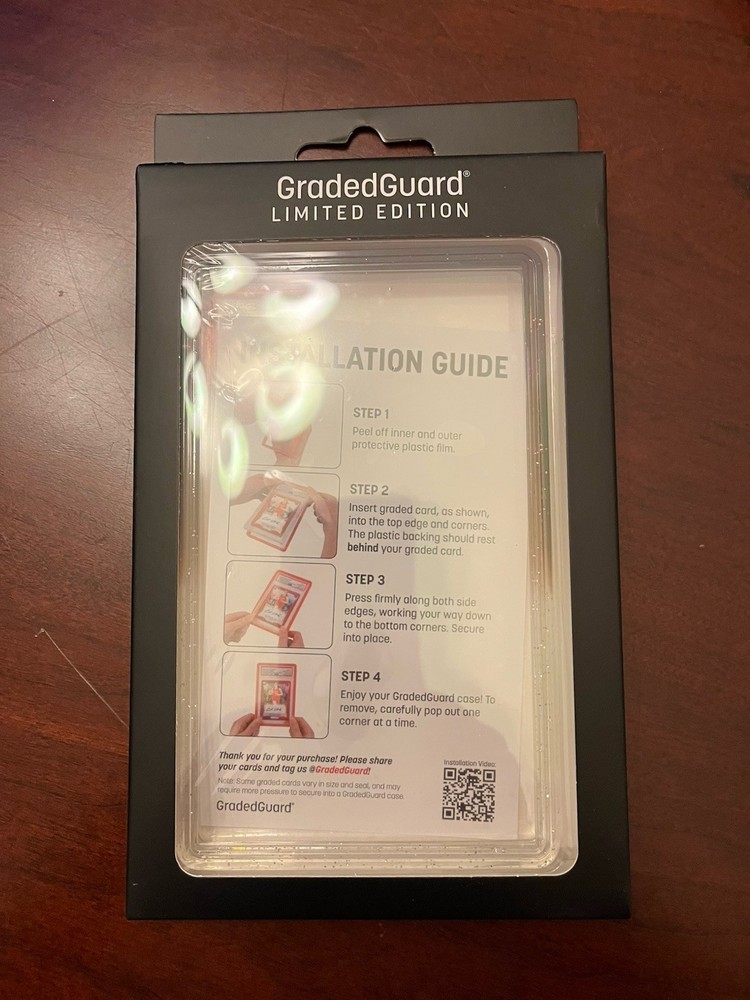 GradedGuard®
LIMITED EDITION
INSTALLATION GUIDE
STEP 1
Peel off inner and outer
protective plastic film.
STEP 2
Insert graded card, as shown,
into the top edge and corners.
The plastic backing should rest
behind your graded card.
STEP 3
Press firmly along both side
edges, working your way down
to the bottom corners. Secure
into place.
STEP 4
Enjoy your GradedGuard case! To
remove, carefully pop out one
corner at a time.
Thank you for your purchase! Please share
your cards and tag us @GradedGuard!
Note: Some graded cards vary in size and seal, and may
require more pressure to secure into a GradedGuard case.
GradedGuard®
Installation Video: